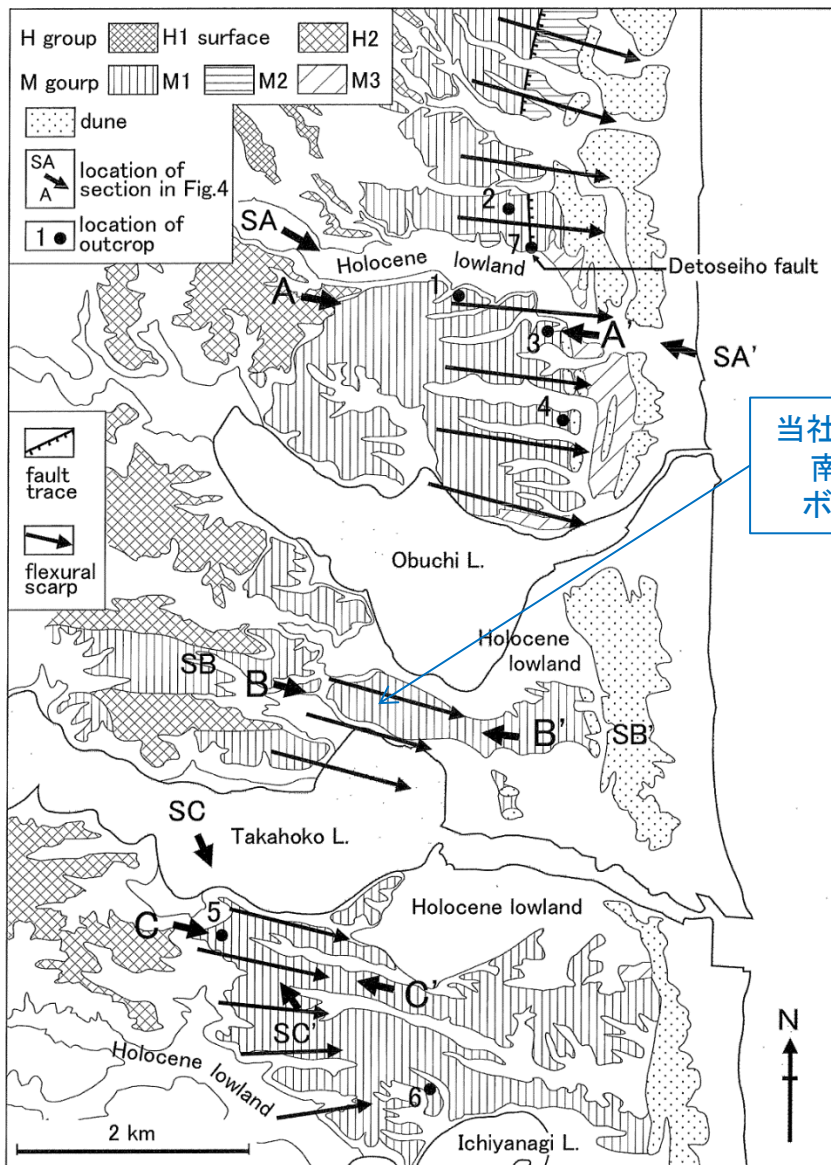 H group H1 surface H2
M gourp M1 M2 M3
dune
SA
A
location of
section in Fig.4
1 location of
outcrop
SA
A
Holocene lowland
2
7
Detoseiho fault
1
3
A'
SA'
4
fault
trace
flexural
scarp
当社
南
ボ
Obuchi L.
Holocene
lowland
SB
B
B'
SB'
SC
Takahoko L.
C
5
Holocene lowland
C'
SC'
Holocene lowland
6
N
2 km
Ichiyanagi L.